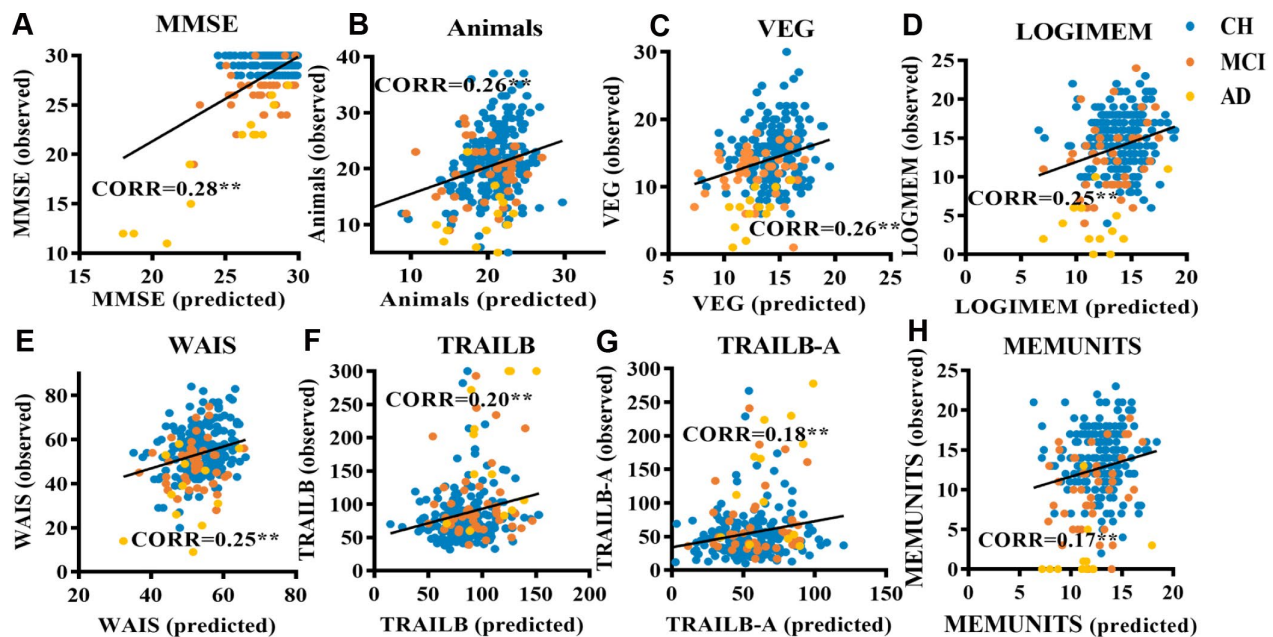 A MMSE
MMSE (observed)
30
25
20
15
10
CORR=0.28**
15 20 25 30
MMSE (predicted)
B Animals
Animals (observed)
40
30
20
10
CORR=0.26**
10 20 30
Animals (predicted)
C VEG
VEG (observed)
30
20
10
0
CORR=0.26**
5 10 15 20 25
VEG (predicted)
D LOGIMEM
LOGMEM (observed)
25
20
15
10
5
0
CORR=0.25**
0 5 10 15 20
LOGIMEM (predicted)
CH
MCI
AD
E WAIS
WAIS (observed)
80
60
40
20
0
CORR=0.25**
20 40 60 80
WAIS (predicted)
F TRAILB
TRAILB (observed)
300
250
200
150
100
50
0
CORR=0.20**
0 50 100 150 200
TRAILB (predicted)
G TRAILB-A
TRAILB-A (observed)
300
250
200
150
100
50
0
CORR=0.18**
0 50 100 150
TRAILB-A (predicted)
H MEMUNITS
MEMUNITS (observed)
25
20
15
10
5
0
CORR=0.17**
0 5 10 15 20
MEMUNITS (predicted)